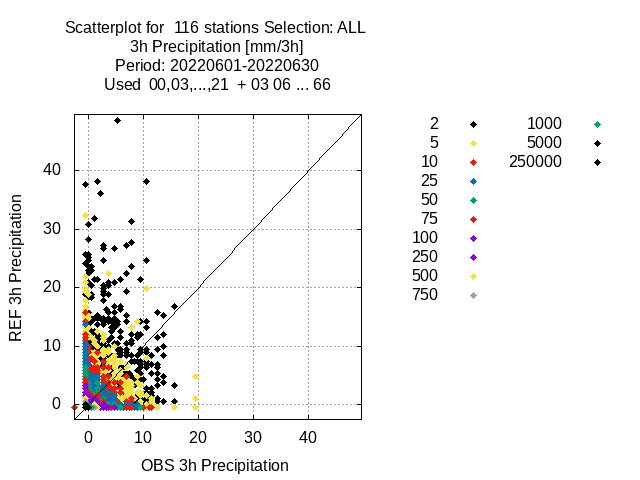 Scatterplot for  116 stations Selection: ALL
3h Precipitation [mm/3h]
Period: 20220601-20220630
Used  00,03,...,21  + 03 06 ... 66
2
5
10
25
50
75
100
250
500
750
1000
5000
250000
REF 3h Precipitation
40
30
20
10
0
0 10 20 30 40
OBS 3h Precipitation